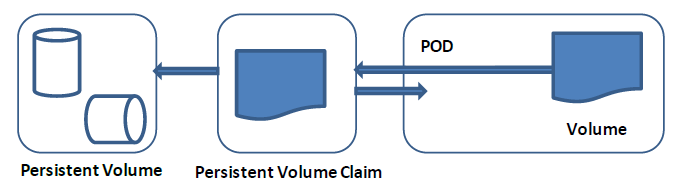 POD
Volume
Persistent Volume
Persistent Volume Claim